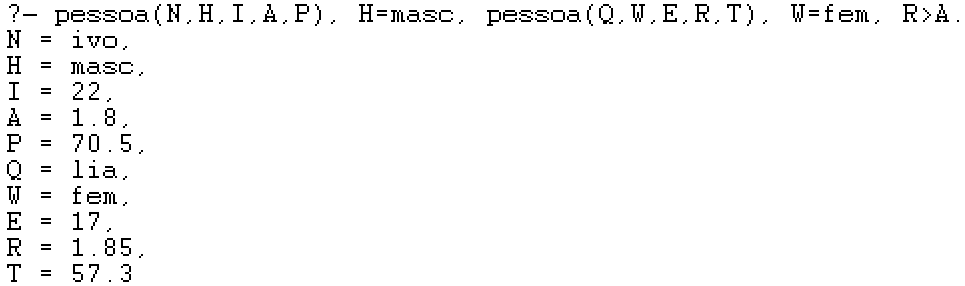 ?- pessoa(N,H,I,A,P), H=masc, pessoa(Q,W,E,R,T), W=fem, R>A.
N = ivo,
H = masc,
I = 22,
A = 1.8,
P = 70.5,
Q = lia,
W = fem,
E = 17,
R = 1.85,
T = 57.3